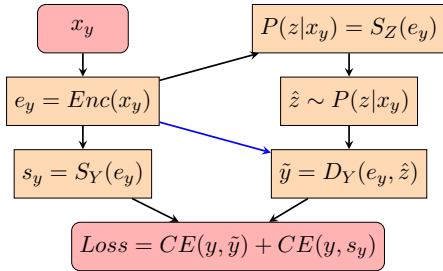 x_y
P(z|x_y) = S_Z(e_y)
e_y = Enc(x_y)
ẑ ∼ P(z|x_y)
s_y = S_Y(e_y)
ỹ = D_Y(e_y, ẑ)
Loss = CE(y, ỹ) + CE(y, s_y)